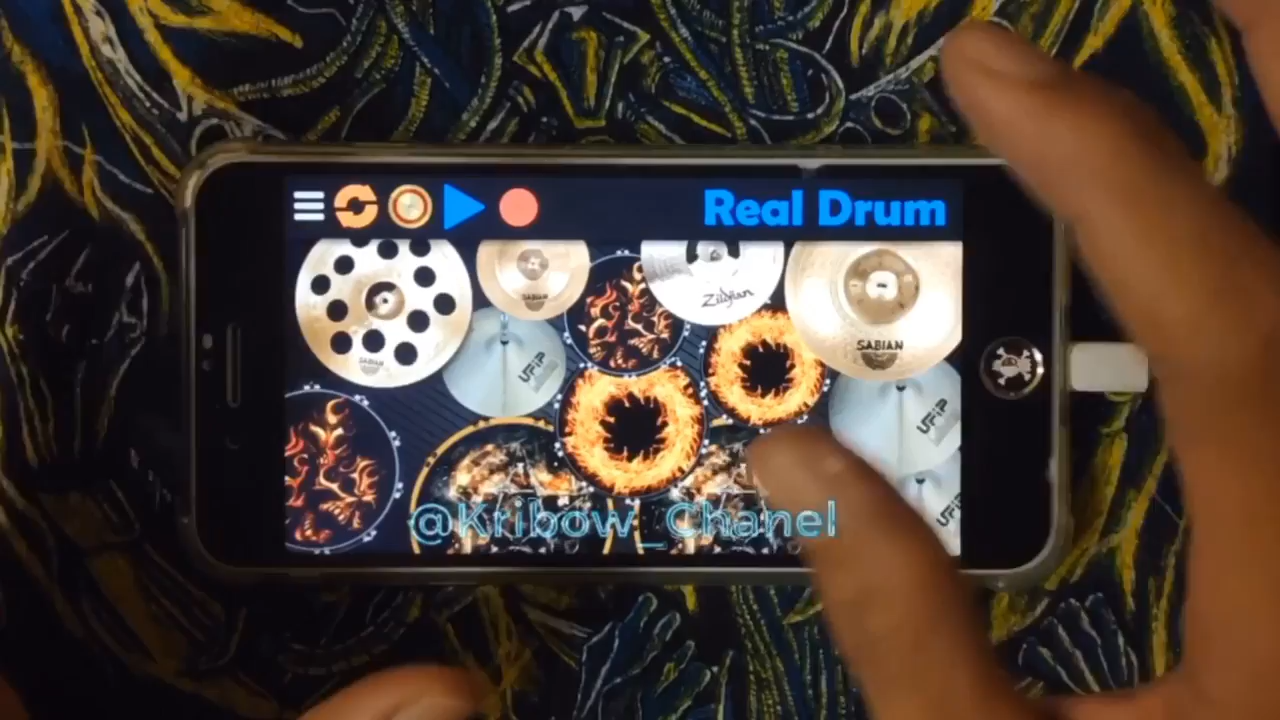 Real Drum
SABIAN
SABIAN
Zildjian
SABIAN
UFiP
UFiP
UFiP
@Kribow_Chanel